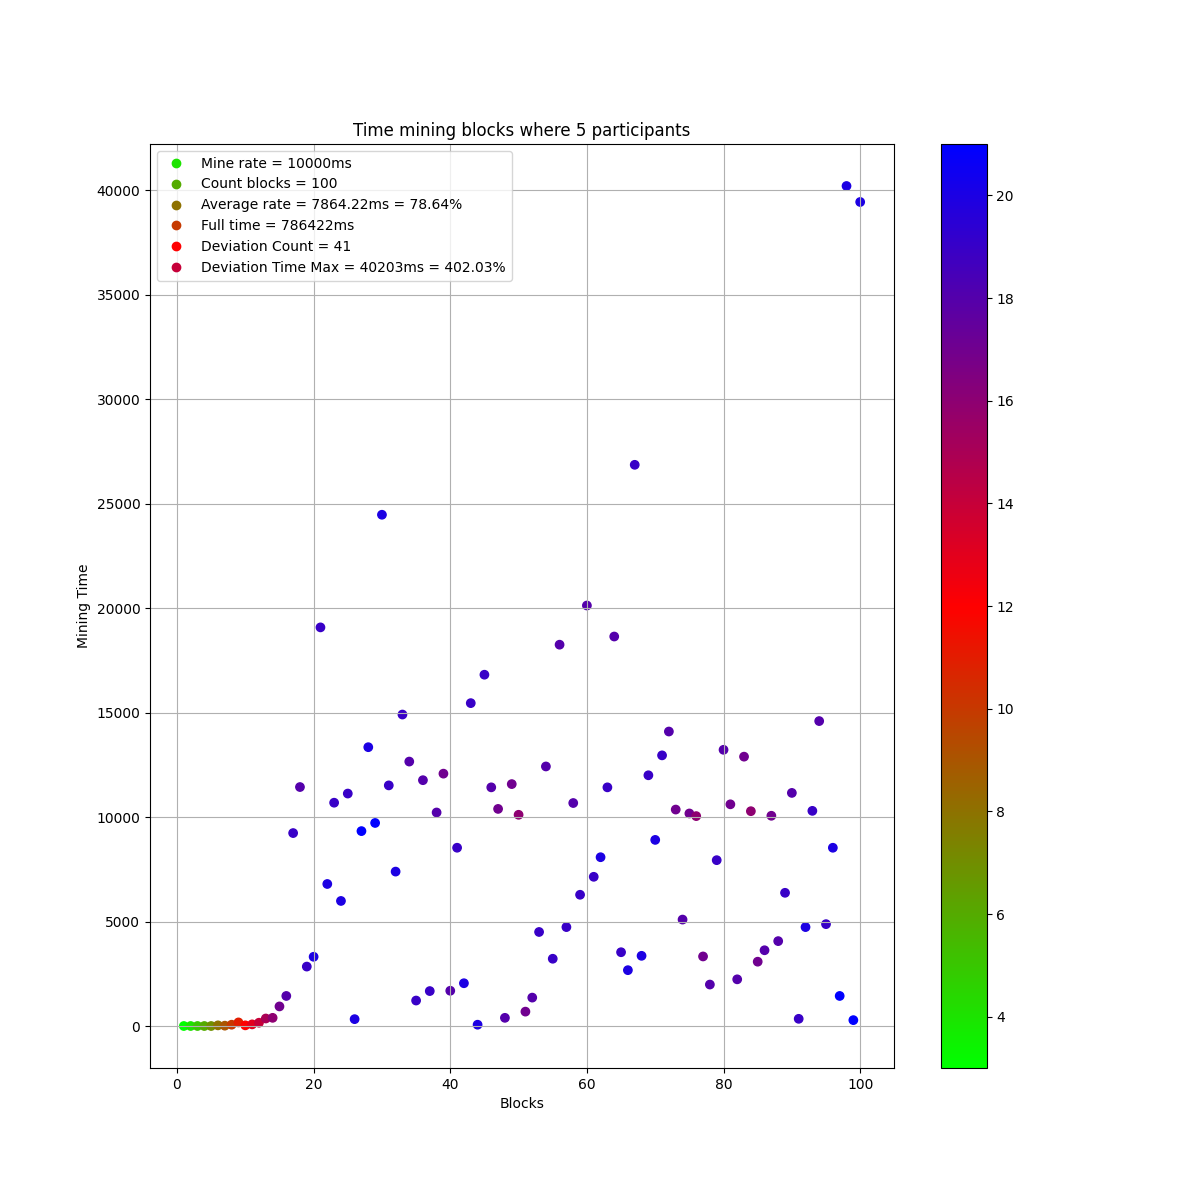 Time mining blocks where 5 participants
Mine rate = 10000ms
Count blocks = 100
Average rate = 7864.22ms = 78.64%
Full time = 786422ms
Deviation Count = 41
Deviation Time Max = 40203ms = 402.03%
40000
35000
30000
25000
20000
15000
10000
5000
0
Mining Time
0 20 40 60 80 100
Blocks
20
18
16
14
12
10
8
6
4